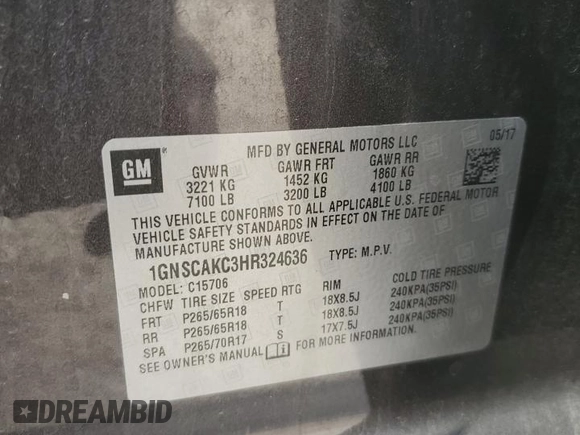 MFD BY GENERAL MOTORS LLC 05/17
GM
GVWR GAWR FRT GAWR RR
3221 KG 1452 KG 1860 KG
7100 LB 3200 LB 4100 LB
THIS VEHICLE CONFORMS TO ALL APPLICABLE U.S. FEDERAL MOTOR
VEHICLE SAFETY STANDARDS IN EFFECT ON THE DATE OF
MANUFACTURE SHOWN ABOVE.
1GNSCAKC3HR324636 TYPE: M.P.V.
MODEL: C15706
CHFW TIRE SIZE SPEED RTG RIM COLD TIRE PRESSURE
FRT P265/65R18 T 18X8.5J 240KPA(35PSI)
RR P265/65R18 T 18X8.5J 240KPA(35PSI)
SPA P265/70R17 S 17X7.5J 240KPA(35PSI)
SEE OWNER'S MANUAL FOR MORE INFORMATION.
DREAMBID